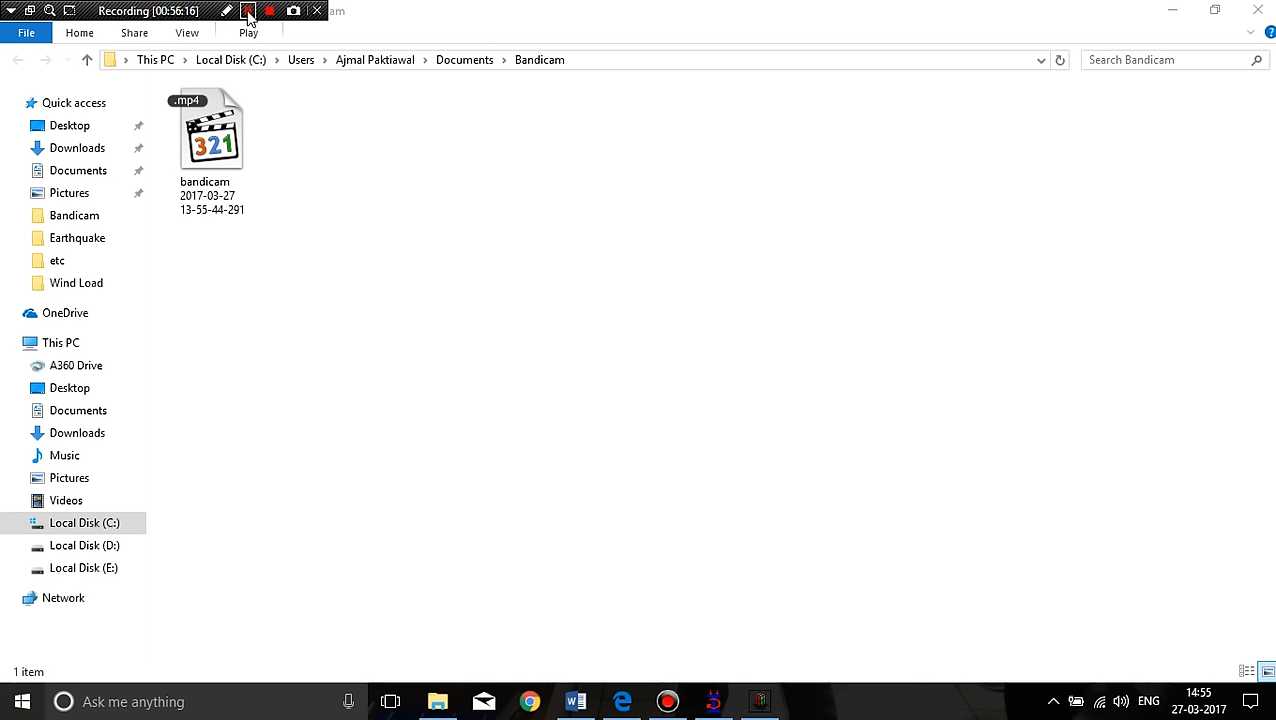 Recording [00:56:16]
am
File Home Share View Play
This PC Local Disk (C:) Users Ajmal Paktiawal Documents Bandicam
Search Bandicam
Quick access
Desktop
Downloads
Documents
Pictures
Bandicam
Earthquake
etc
Wind Load
OneDrive
This PC
A360 Drive
Desktop
Documents
Downloads
Music
Pictures
Videos
Local Disk (C:)
Local Disk (D:)
Local Disk (E:)
Network
.mp4
321
bandicam
2017-03-27
13-55-44-291
1 item
Ask me anything
ENG
14:55
27-03-2017